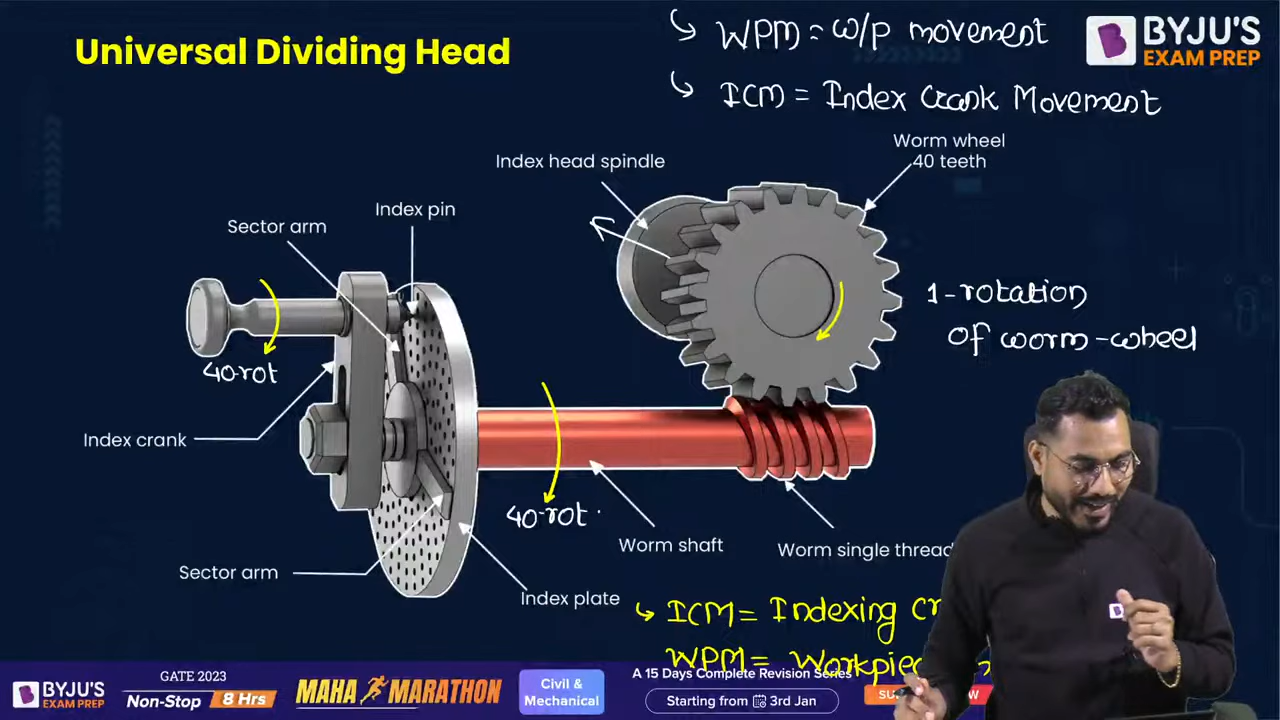 Universal Dividing Head
↳ WPM = w/p movement
↳ ICM = Index Crank Movement
BYJU'S
EXAM PREP
Worm wheel
40 teeth
Index head spindle
Index pin
Sector arm
1-rotation
of worm-wheel
40-rot
Index crank
40-rot.
Worm shaft
Worm single thread
Sector arm
Index plate
↳ ICM = Indexing Cr
WPM = Workpiec
BYJU'S
EXAM PREP
GATE 2023
Non-Stop 8 Hrs
MAHA MARATHON
Civil &
Mechanical
A 15 Days Complete Revision Series
Starting from 3rd Jan